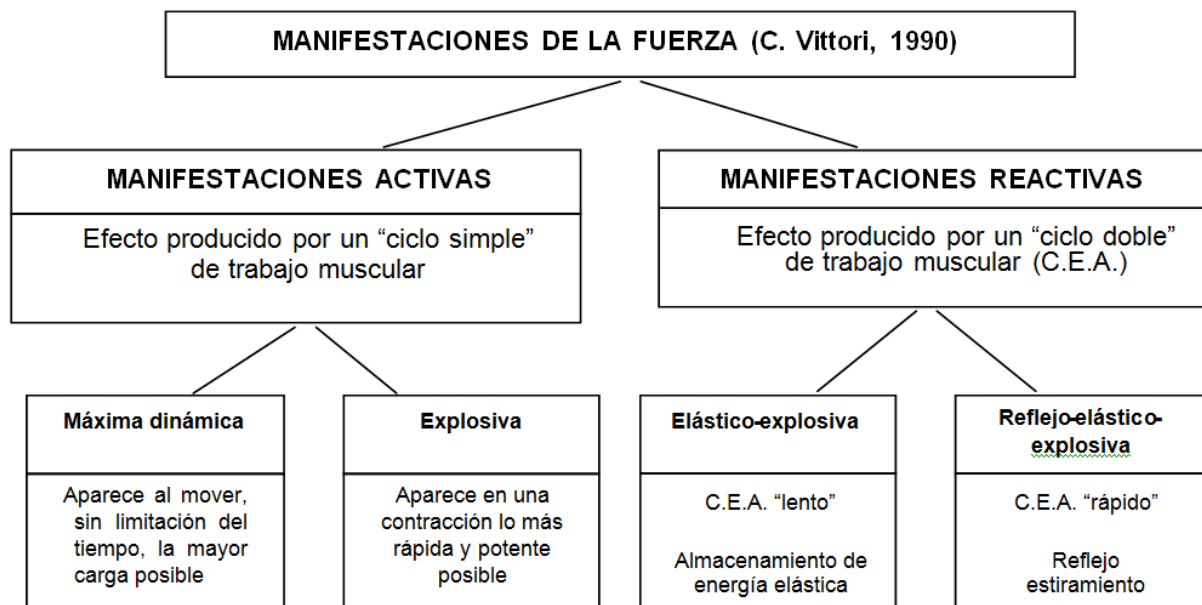 MANIFESTACIONES DE LA FUERZA (C. Vittori, 1990)
MANIFESTACIONES ACTIVAS
Efecto producido por un “ciclo simple”
de trabajo muscular
MANIFESTACIONES REACTIVAS
Efecto producido por un “ciclo doble”
de trabajo muscular (C.E.A.)
Máxima dinámica
Aparece al mover,
sin limitación del
tiempo, la mayor
carga posible
Explosiva
Aparece en una
contracción lo más
rápida y potente
posible
Elástico-explosiva
C.E.A. “lento”
Almacenamiento de
energía elástica
Reflejo-elástico-
explosiva
C.E.A. “rápido”
Reflejo
estiramiento